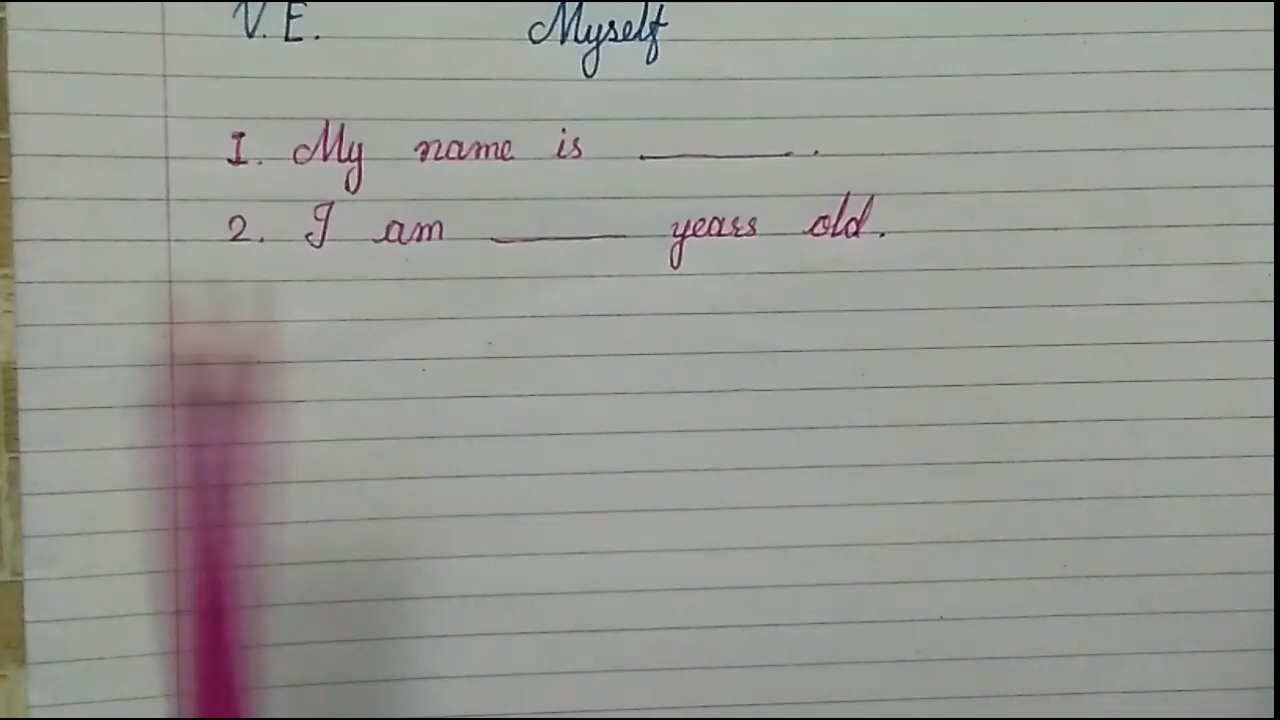 V. E. Myself
1. My name is ______.
2. I am ______ years old.